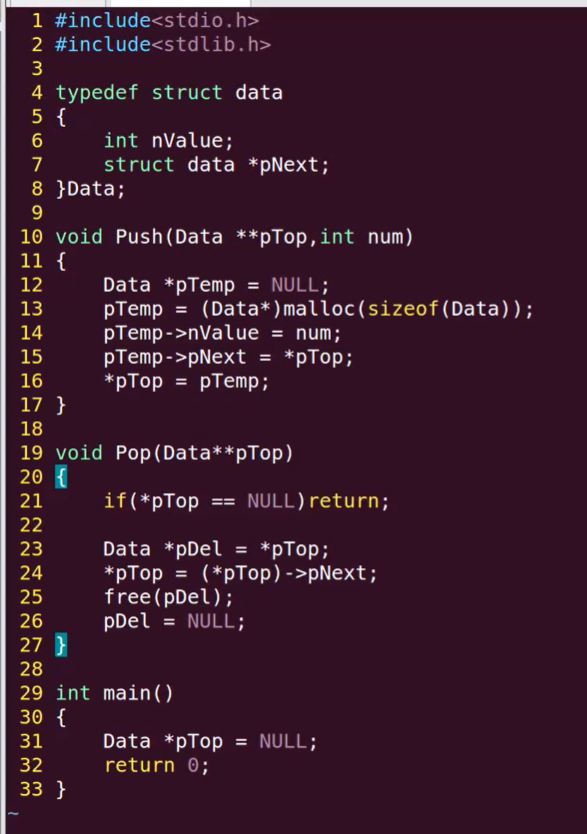 1 #include<stdio.h>
2 #include<stdlib.h>
3
4 typedef struct data
5 {
6     int nValue;
7     struct data *pNext;
8 }Data;
9
10 void Push(Data **pTop,int num)
11 {
12     Data *pTemp = NULL;
13     pTemp = (Data*)malloc(sizeof(Data));
14     pTemp->nValue = num;
15     pTemp->pNext = *pTop;
16     *pTop = pTemp;
17 }
18
19 void Pop(Data**pTop)
20 {
21     if(*pTop == NULL)return;
22
23     Data *pDel = *pTop;
24     *pTop = (*pTop)->pNext;
25     free(pDel);
26     pDel = NULL;
27 }
28
29 int main()
30 {
31     Data *pTop = NULL;
32     return 0;
33 }
~